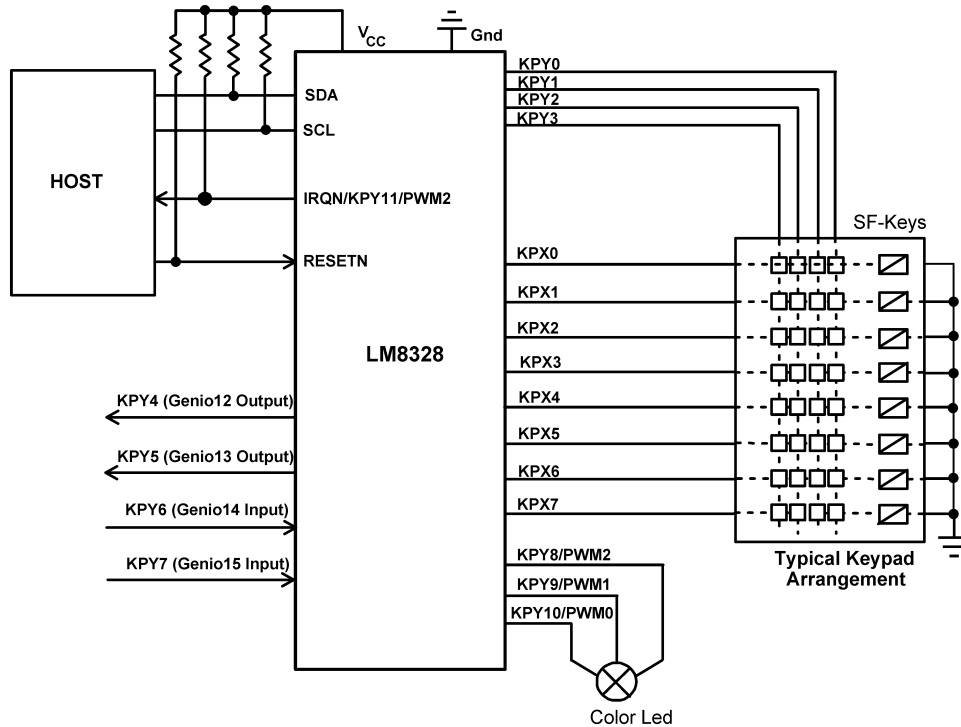 VCC
Gnd
HOST
SDA
SCL
IRQN/KPY11/PWM2
RESETN
LM8328
KPY0
KPY1
KPY2
KPY3
SF-Keys
KPX0
KPX1
KPX2
KPX3
KPX4
KPX5
KPX6
KPX7
KPY4 (Genio12 Output)
KPY5 (Genio13 Output)
KPY6 (Genio14 Input)
KPY7 (Genio15 Input)
KPY8/PWM2
KPY9/PWM1
KPY10/PWM0
Typical Keypad
Arrangement
Color Led